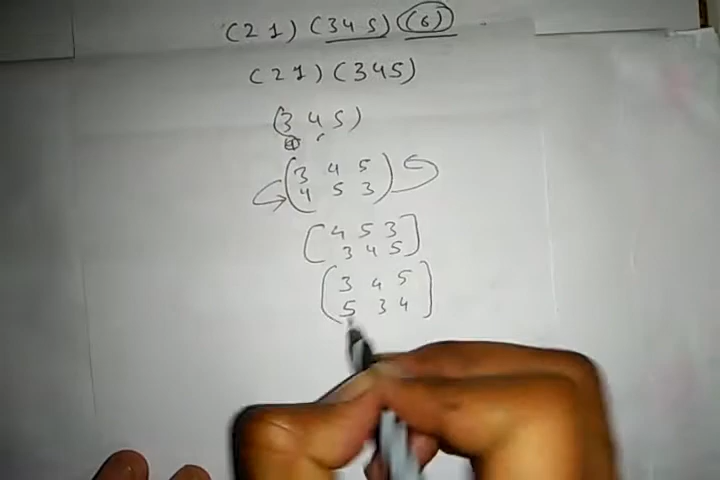 (2 1) (3 4 5) (6)
(2 1) (3 4 5)
(3 4 5)
(3 4 5
4 5 3)
(4 5 3
3 4 5)
(3 4 5
5 3 4)